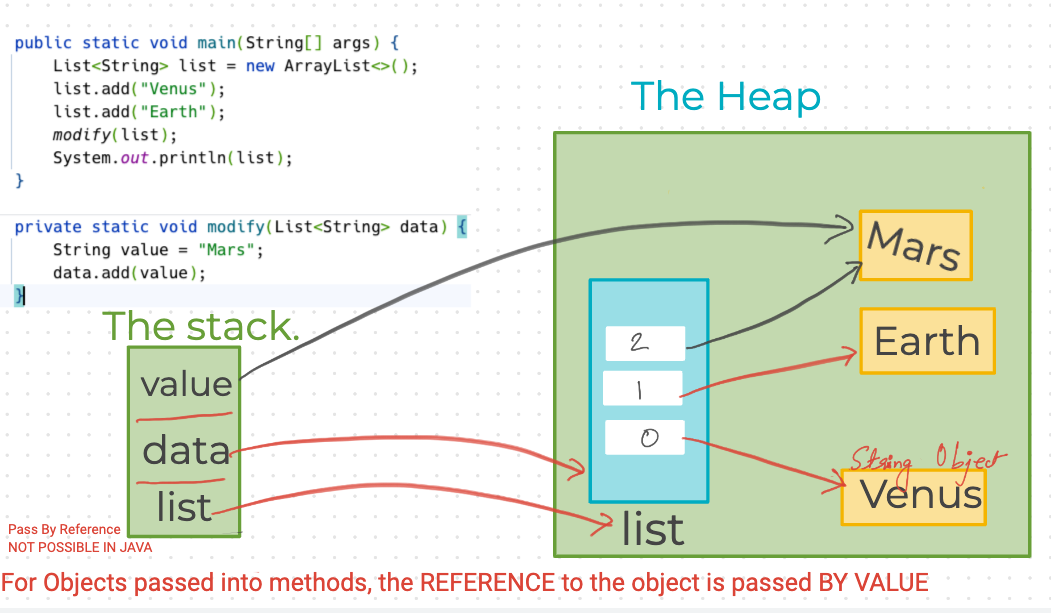 public static void main(String[] args) {
List<String> list = new ArrayList<>();
list.add("Venus");
list.add("Earth");
modify(list);
System.out.println(list);
}
private static void modify(List<String> data) {
String value = "Mars";
data.add(value);
}
The Heap
Mars
Earth
String Object
Venus
2
1
0
list
The stack.
value
data
list
Pass By Reference
NOT POSSIBLE IN JAVA
For Objects passed into methods, the REFERENCE to the object is passed BY VALUE